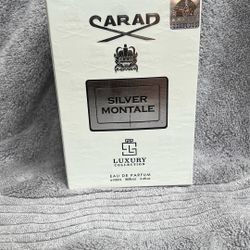 CARAD
SILVER
MONTALE
LUXURY
COLLECTION
EAU DE PARFUM